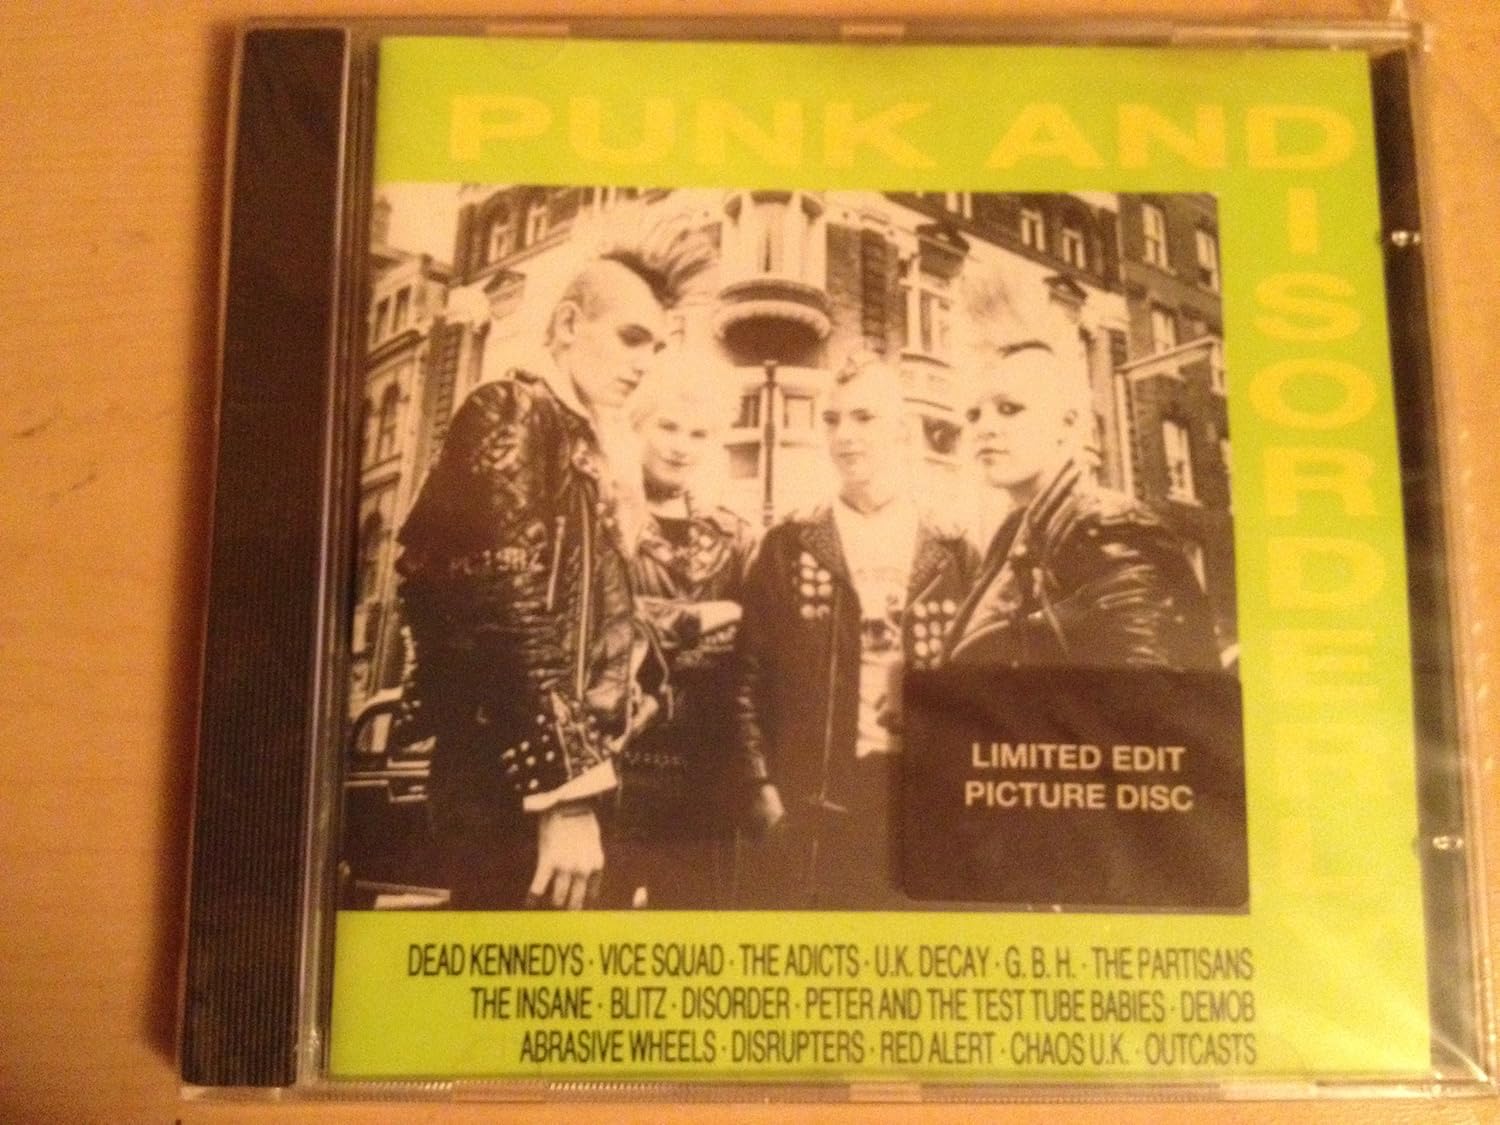 PUNK AND
DISORDERLY
LIMITED EDIT
PICTURE DISC
DEAD KENNEDYS · VICE SQUAD · THE ADICTS · U.K. DECAY · G. B. H. · THE PARTISANS
THE INSANE · BLITZ · DISORDER · PETER AND THE TEST TUBE BABIES · DEMOB
ABRASIVE WHEELS · DISRUPTERS · RED ALERT · CHAOS U.K. · OUTCASTS